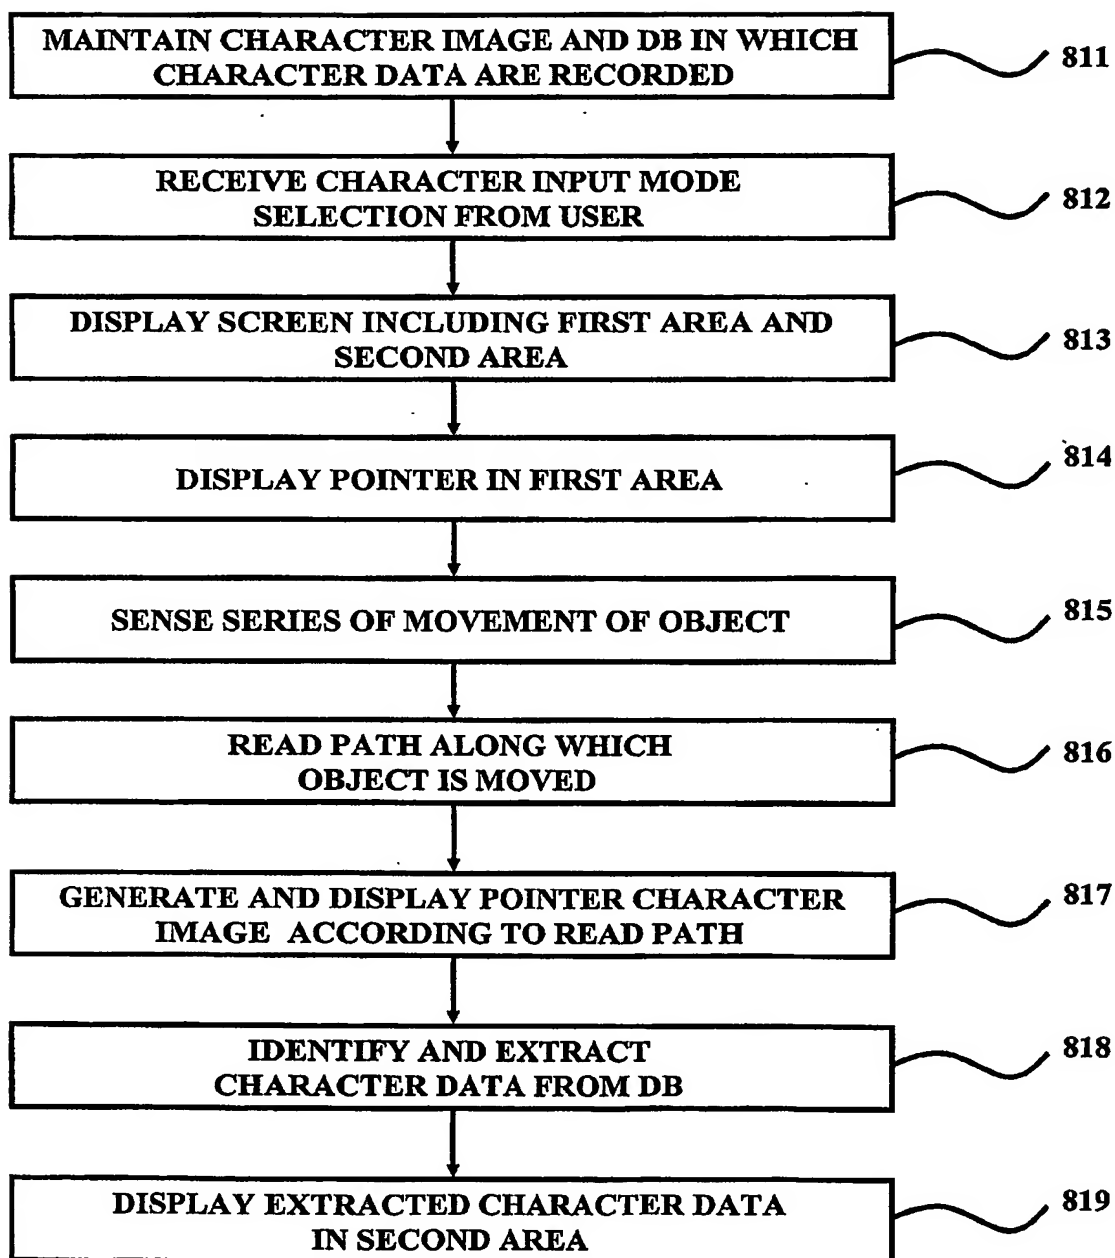 MAINTAIN CHARACTER IMAGE AND DB IN WHICH
CHARACTER DATA ARE RECORDED
811
RECEIVE CHARACTER INPUT MODE
SELECTION FROM USER
812
DISPLAY SCREEN INCLUDING FIRST AREA AND
SECOND AREA
813
DISPLAY POINTER IN FIRST AREA
814
SENSE SERIES OF MOVEMENT OF OBJECT
815
READ PATH ALONG WHICH
OBJECT IS MOVED
816
GENERATE AND DISPLAY POINTER CHARACTER
IMAGE ACCORDING TO READ PATH
817
IDENTIFY AND EXTRACT
CHARACTER DATA FROM DB
818
DISPLAY EXTRACTED CHARACTER DATA
IN SECOND AREA
819